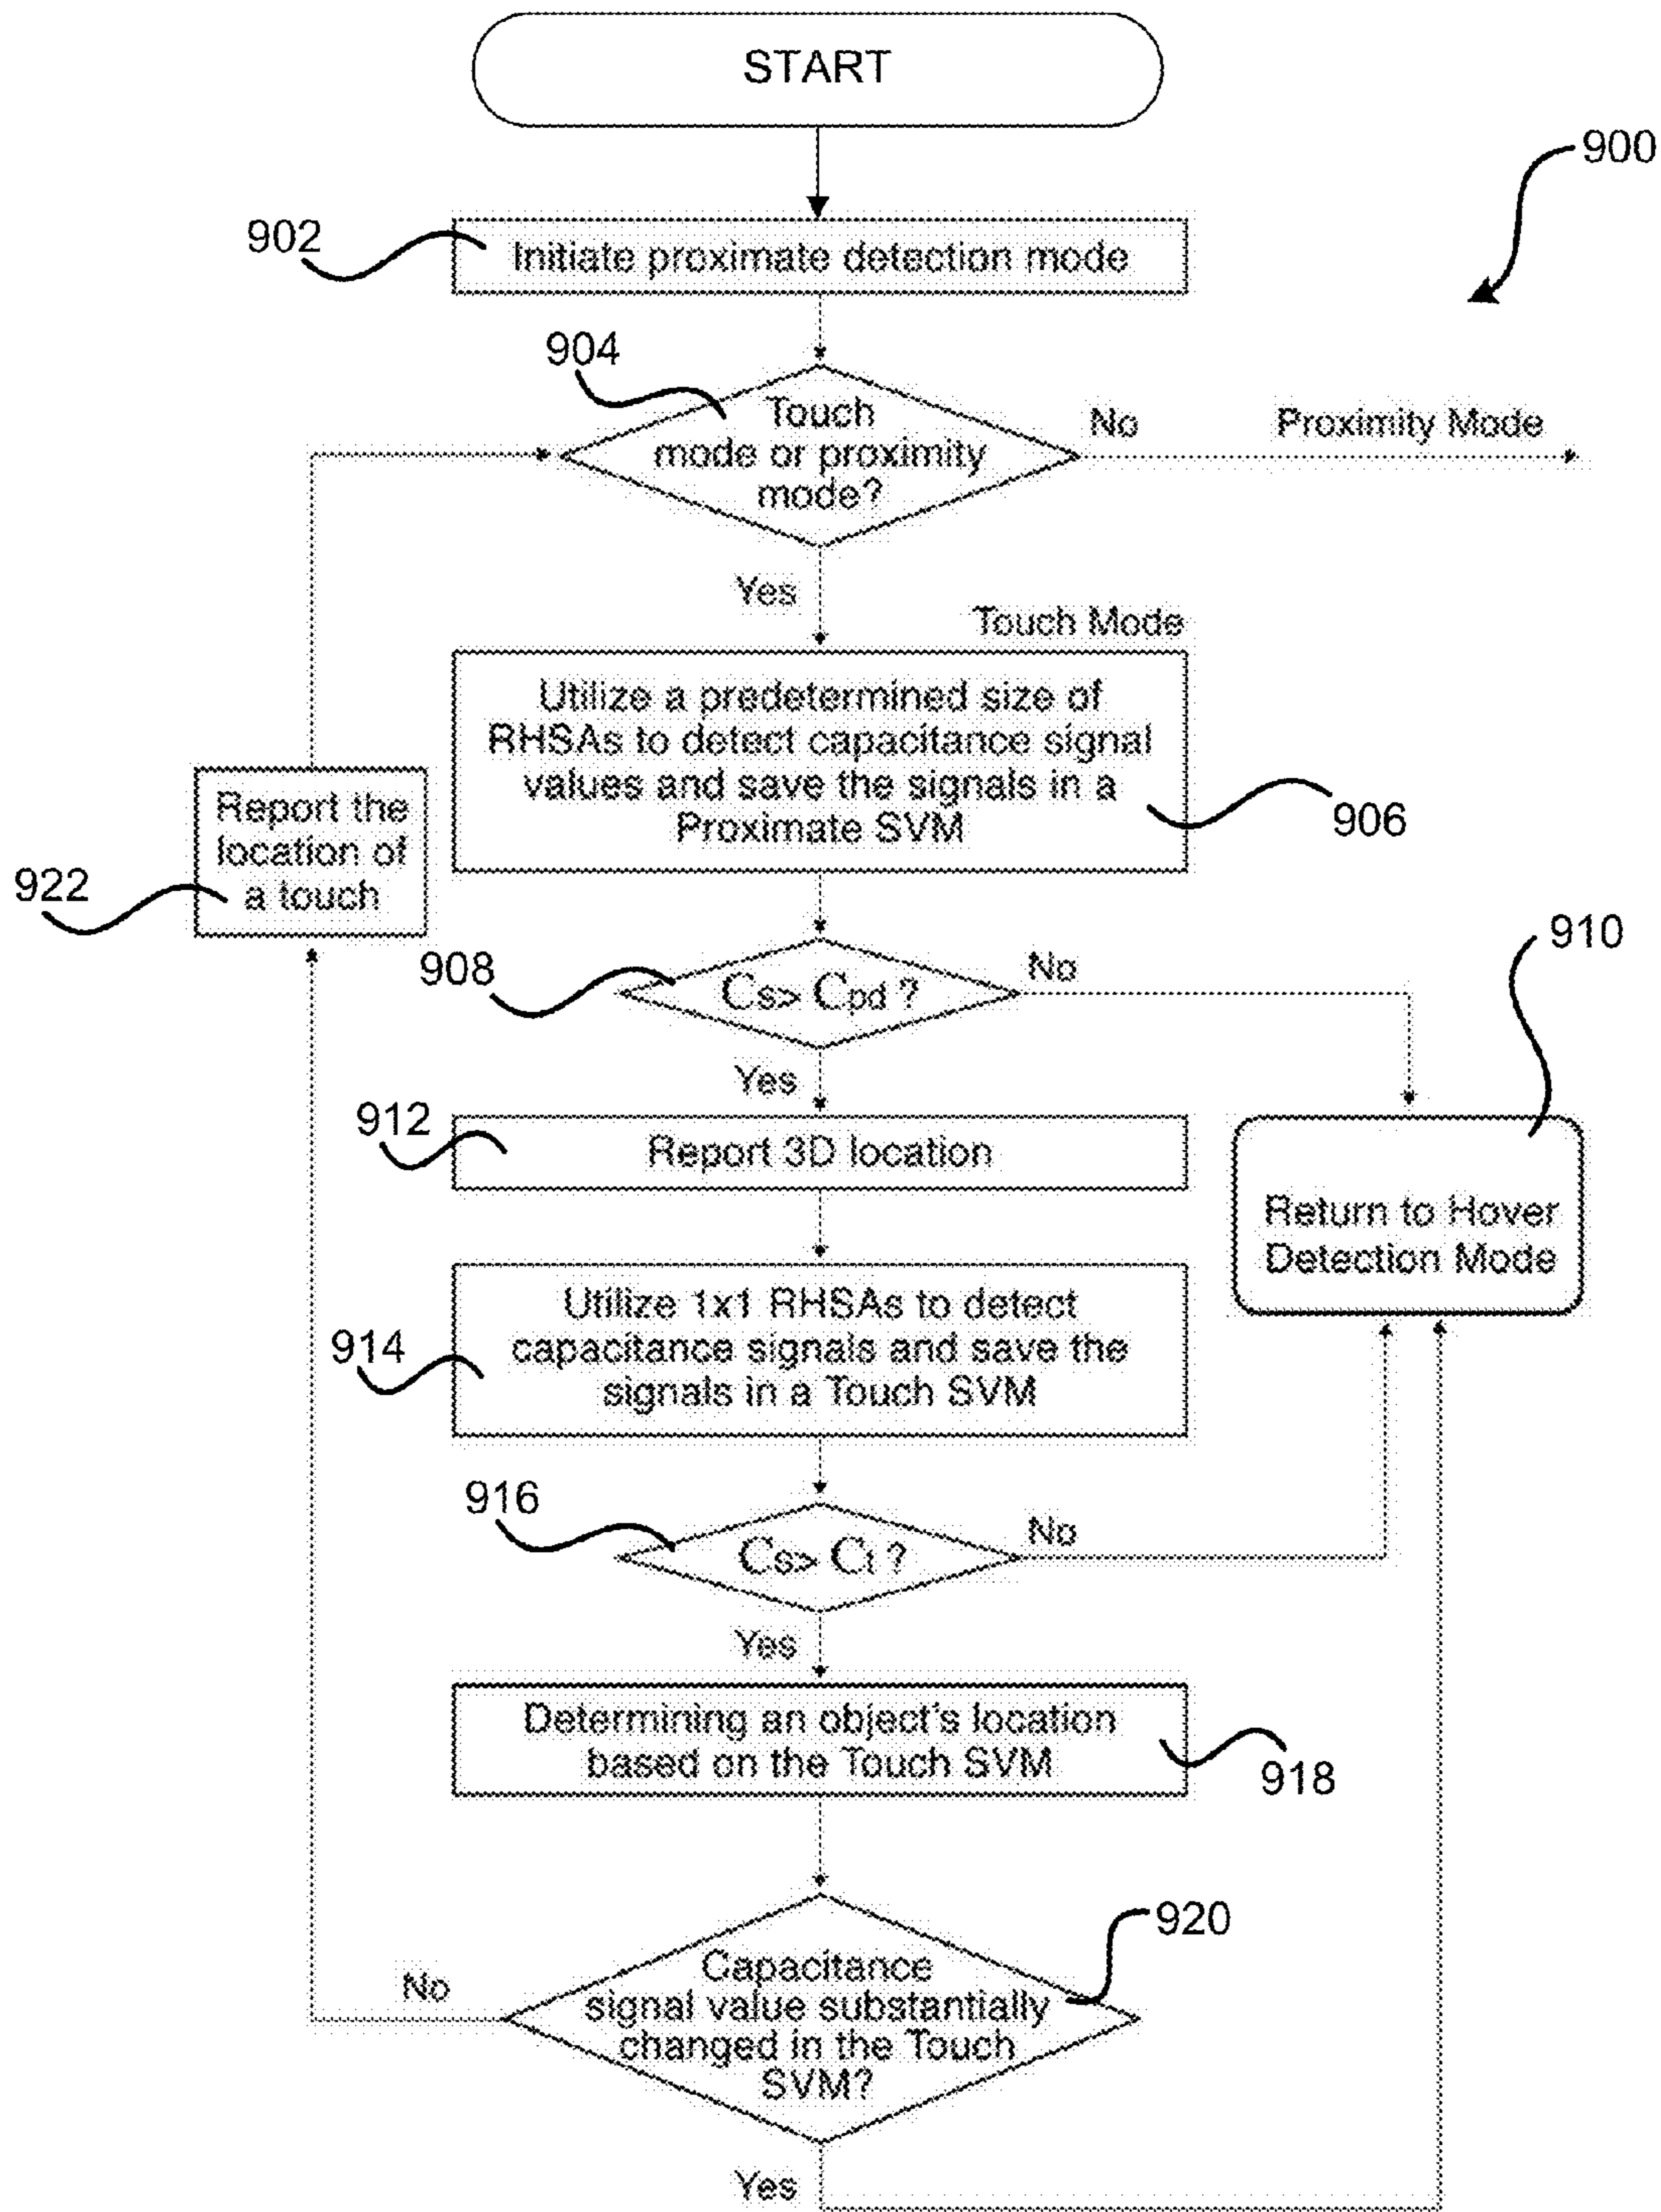 START
900
902
Initiate proximate detection mode
904
Touch
mode or proximity
mode?
No
Proximity Mode
Yes
Touch Mode
Utilize a predetermined size of
RHSAs to detect capacitance signal
values and save the signals in a
Proximate SVM
906
Report the
location of
a touch
922
908
Cs> Cpd ?
No
910
Yes
912
Report 3D location
Return to Hover
Detection Mode
914
Utilize 1x1 RHSAs to detect
capacitance signals and save the
signals in a Touch SVM
916
Cs> Ct ?
No
Yes
Determining an object's location
based on the Touch SVM
918
920
Capacitance
signal value substantially
changed in the Touch
SVM?
No
Yes